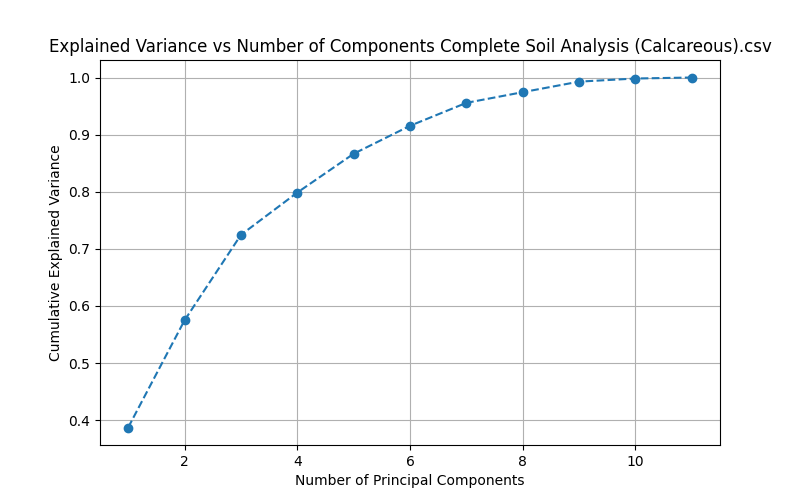 Explained Variance vs Number of Components Complete Soil Analysis (Calcareous).csv
1.0
0.9
0.8
0.7
0.6
0.5
0.4
Cumulative Explained Variance
2 4 6 8 10
Number of Principal Components